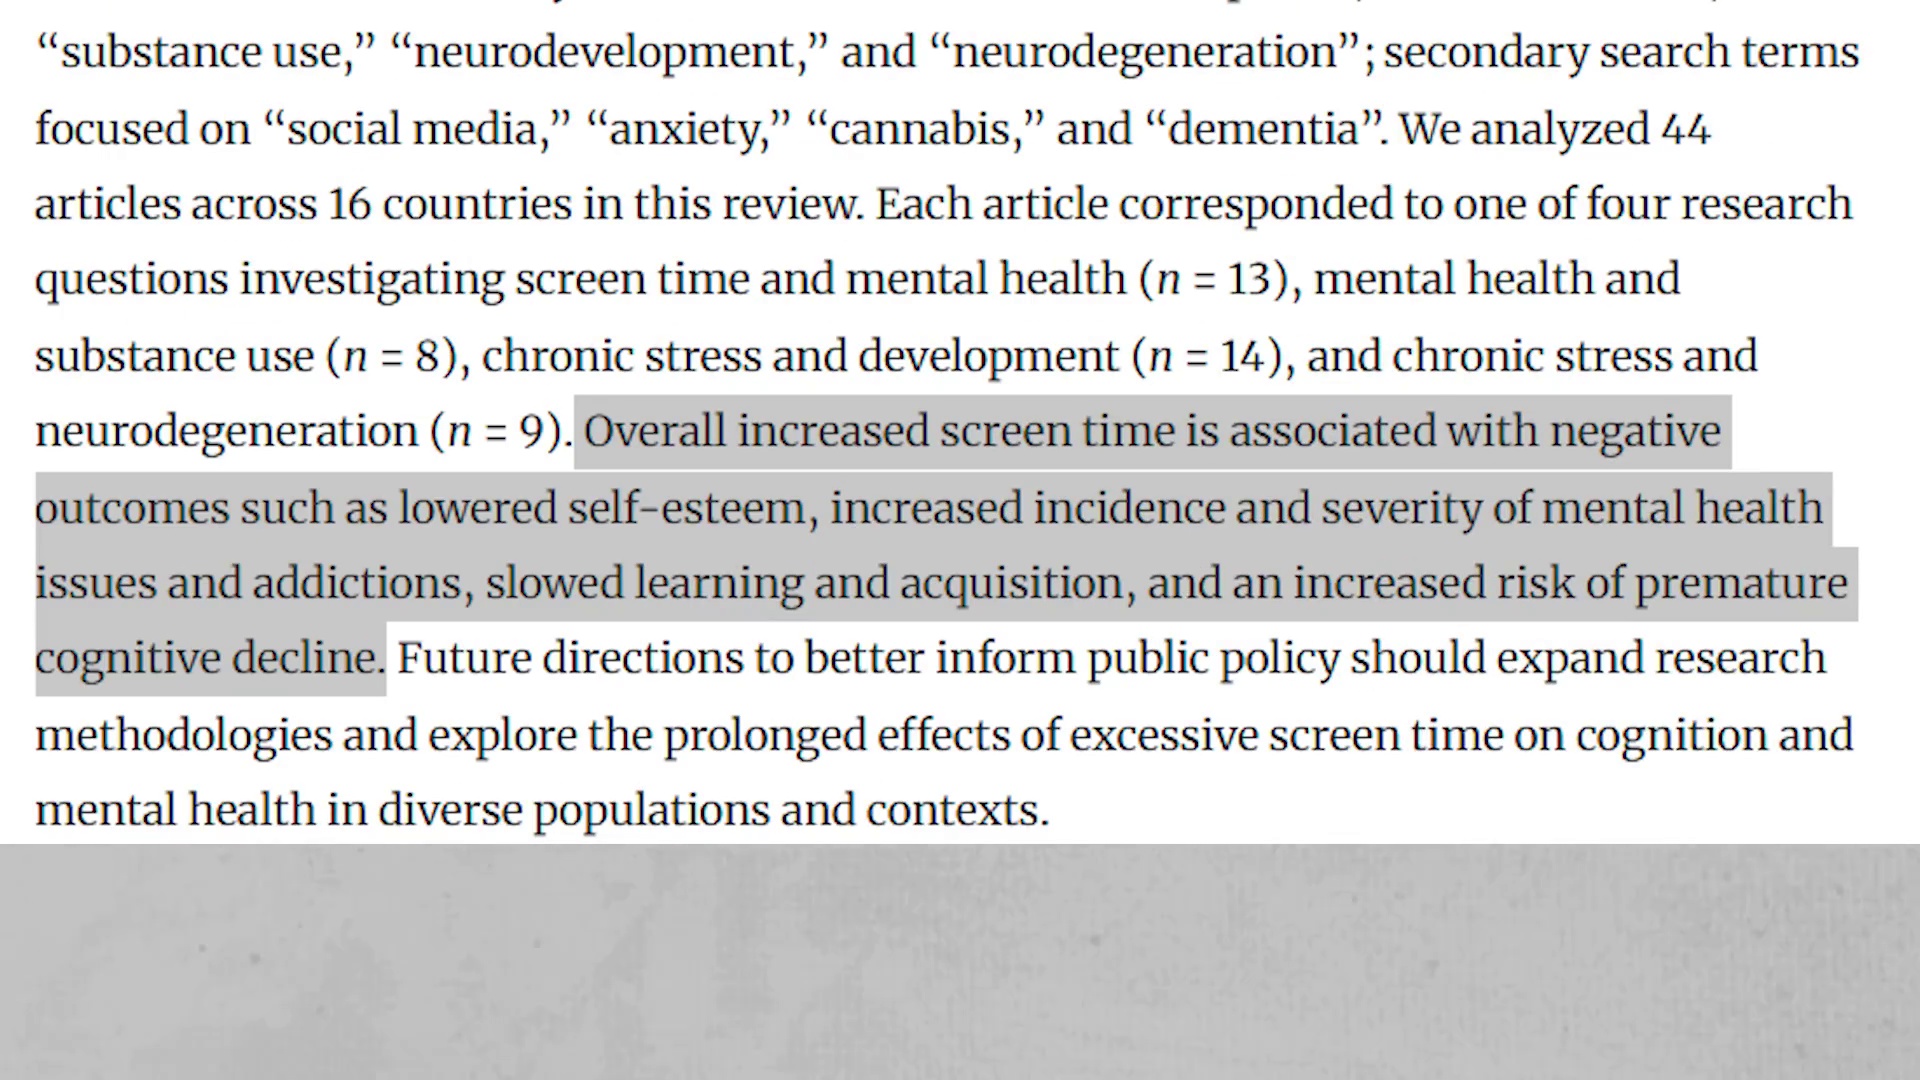 “substance use,” “neurodevelopment,” and “neurodegeneration”; secondary search terms
focused on “social media,” “anxiety,” “cannabis,” and “dementia”. We analyzed 44
articles across 16 countries in this review. Each article corresponded to one of four research
questions investigating screen time and mental health (n = 13), mental health and
substance use (n = 8), chronic stress and development (n = 14), and chronic stress and
neurodegeneration (n = 9). Overall increased screen time is associated with negative
outcomes such as lowered self-esteem, increased incidence and severity of mental health
issues and addictions, slowed learning and acquisition, and an increased risk of premature
cognitive decline. Future directions to better inform public policy should expand research
methodologies and explore the prolonged effects of excessive screen time on cognition and
mental health in diverse populations and contexts.